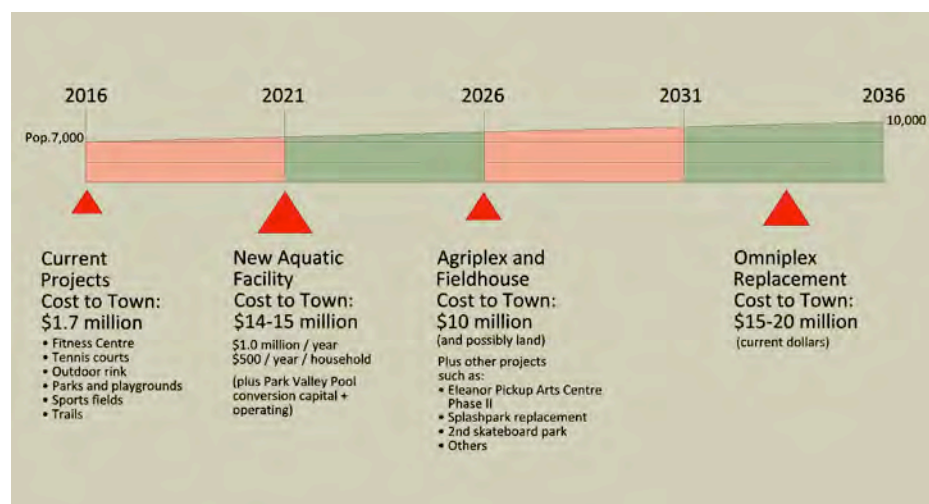 2016
2021
2026
2031
2036
Pop.7,000
10,000
Current
Projects
Cost to Town:
$1.7 million
• Fitness Centre
• Tennis courts
• Outdoor rink
• Parks and playgrounds
• Sports fields
• Trails
New Aquatic
Facility
Cost to Town:
$14-15 million
$1.0 million / year
$500 / year / household
(plus Park Valley Pool
conversion capital +
operating)
Agriplex and
Fieldhouse
Cost to Town:
$10 million
(and possibly land)
Plus other projects
such as:
• Eleanor Pickup Arts Centre
Phase II
• Splashpark replacement
• 2nd skateboard park
• Others
Omniplex
Replacement
Cost to Town:
$15-20 million
(current dollars)